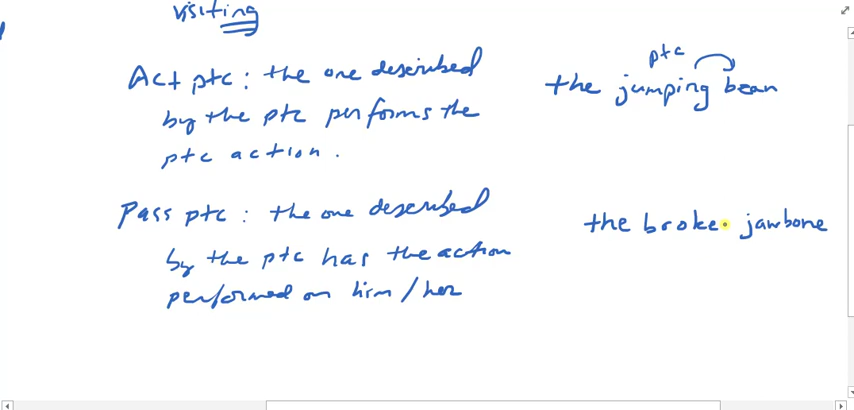 visiting
Act ptc: the one described
by the ptc performs the
ptc action.
ptc
the jumping bean
Pass ptc: the one described
by the ptc has the action
performed on him/her
the broke jawbone